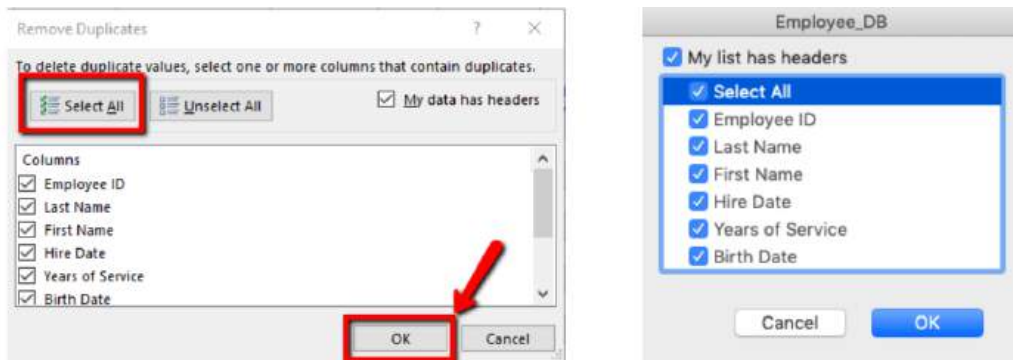 Remove Duplicates ? ×
To delete duplicate values, select one or more columns that contain duplicates.
Select All Unselect All My data has headers
Columns
Employee ID
Last Name
First Name
Hire Date
Years of Service
Birth Date
OK Cancel
Employee_DB
My list has headers
Select All
Employee ID
Last Name
First Name
Hire Date
Years of Service
Birth Date
Cancel OK